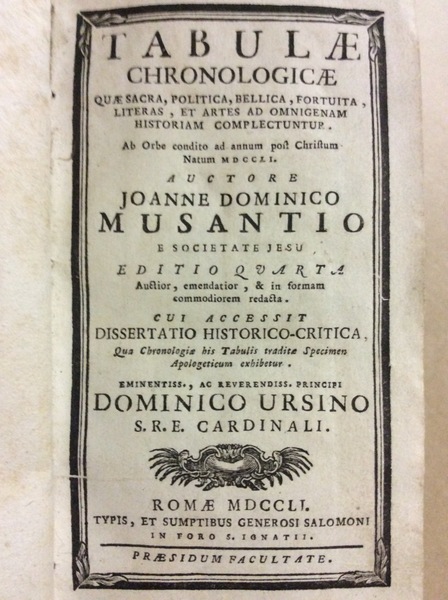 TABULÆ
CHRONOLOGICÆ
QUÆ SACRA, POLITICA, BELLICA, FORTUITA,
LITERAS, ET ARTES AD OMNIGENAM
HISTORIAM COMPLECTUNTUR.
Ab Orbe condito ad annum post Christum
Natum MDCCLI.
AUCTORE
JOANNE DOMINICO
MUSANTIO
E SOCIETATE JESU
EDITIO QVARTA
Auctior, emendatior, & in formam
commodiorem redacta.
CUI ACCESSIT
DISSERTATIO HISTORICO-CRITICA,
Qua Chronologiæ his Tabulis traditæ Specimen
Apologeticum exhibetur.
EMINENTISS., AC REVERENDISS. PRINCIPI
DOMINICO URSINO
S.R.E. CARDINALI.
ROMÆ MDCCLI.
TYPIS, ET SUMPTIBUS GENEROSI SALOMONI
IN FORO S. IGNATII.
PRÆSIDUM FACULTATE.